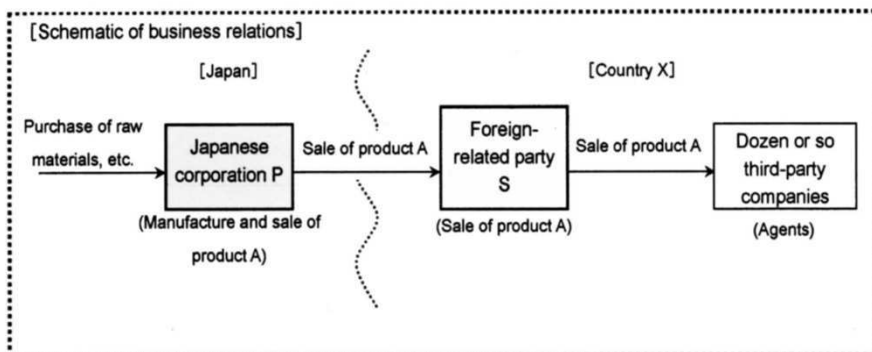 [Schematic of business relations]
[Japan]
[Country X]
Purchase of raw
materials, etc.
Japanese
corporation P
(Manufacture and sale of
product A)
Sale of product A
Foreign-
related party
S
(Sale of product A)
Sale of product A
Dozen or so
third-party
companies
(Agents)